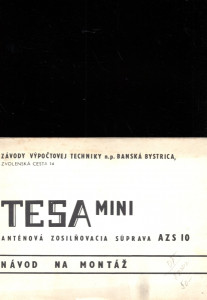 ZÁVODY VÝPOČTOVEJ TECHNIKY n.p. BANSKÁ BYSTRICA,
ZVOLENSKÁ CESTA 14
TESA MINI
ANTÉNOVÁ ZOSILŇOVACIA SÚPRAVA AZS 10
NÁVOD NA MONTÁŽ